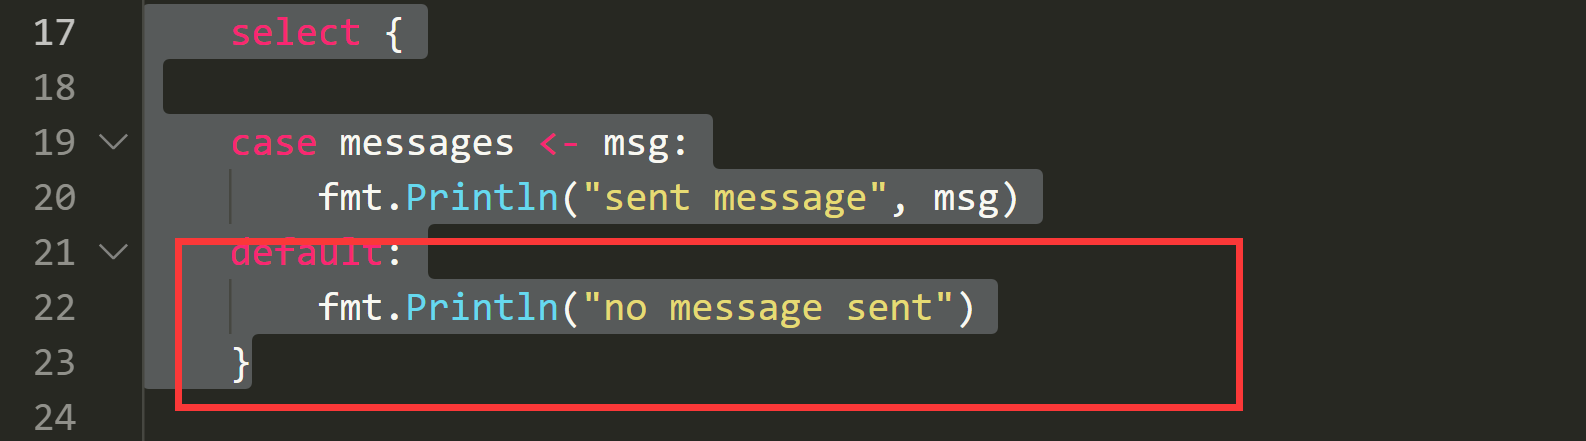 17 select {
18
19 case messages <- msg:
20 fmt.Println("sent message", msg)
21 default:
22 fmt.Println("no message sent")
23 }
24